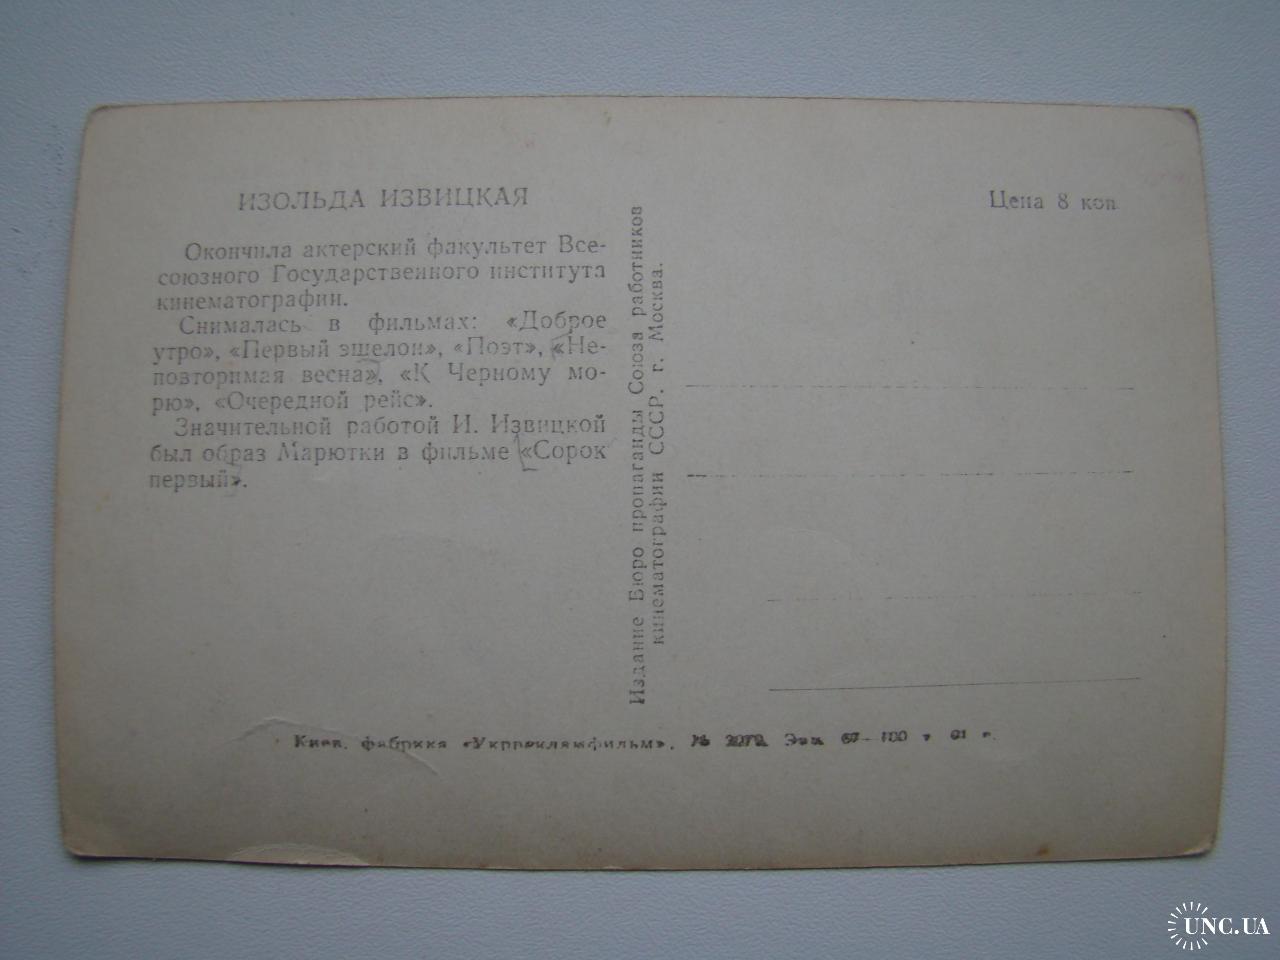 ИЗОЛЬДА ИЗВИЦКАЯ
Окончила актерский факультет Все-
союзного Государственного института
кинематографии.
Снималась в фильмах: «Доброе
утро», «Первый эшелон», «Поэт», «Не-
повторимая весна», «К Черному мо-
рю», «Очередной рейс».
Значительной работой И. Извицкой
был образ Марютки в фильме «Сорок
первый».
Издание Бюро пропаганды Союза работников
кинематографии СССР, г. Москва.
Цена 8 коп
Киев, фабрика «Укррекламфильм».
UNC.UA